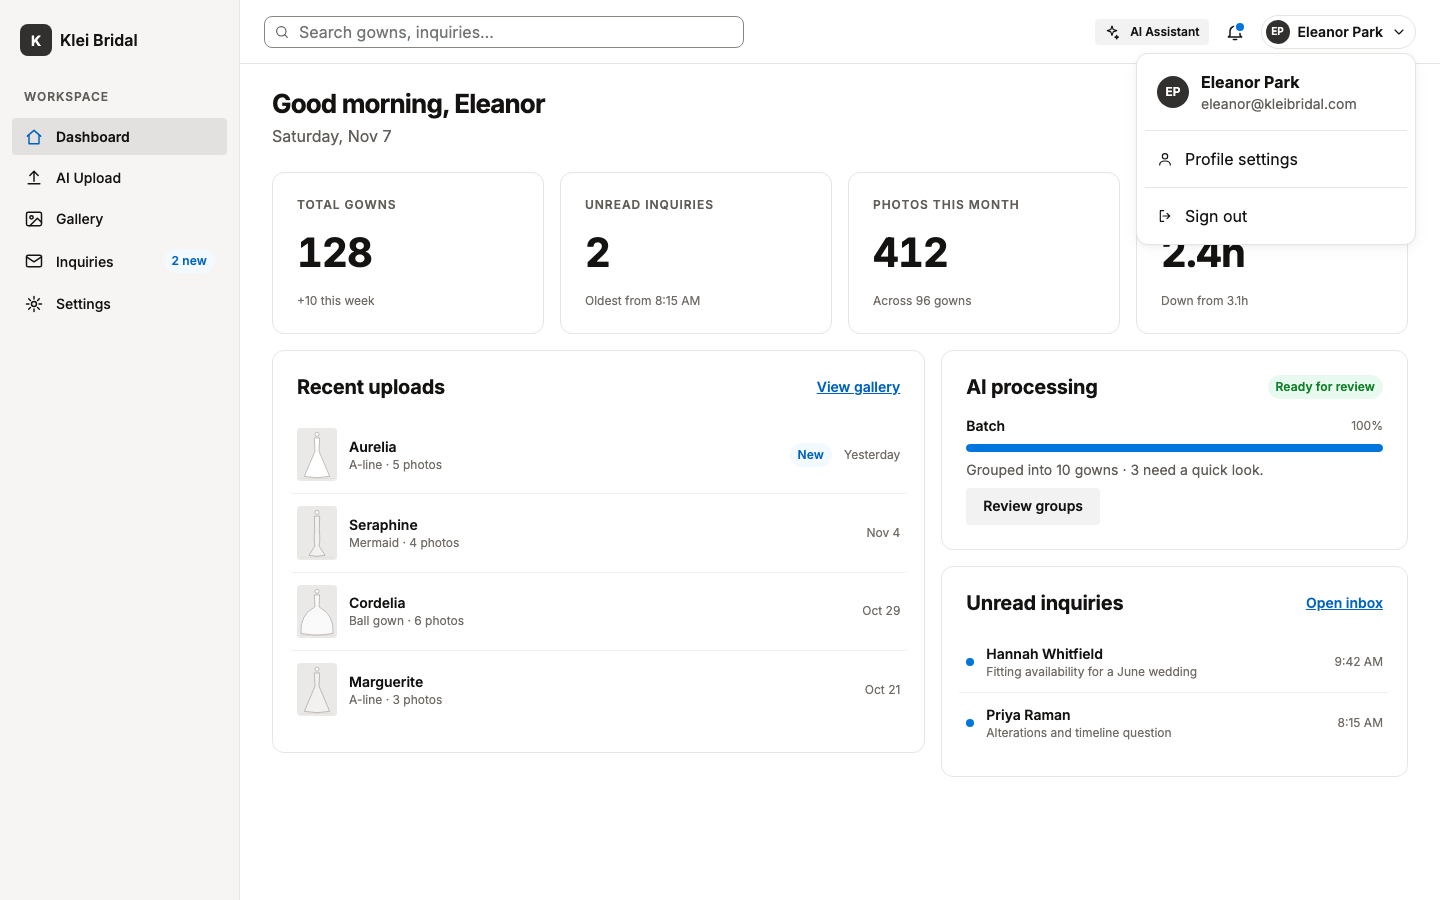 K Klei Bridal
WORKSPACE
Dashboard
AI Upload
Gallery
Inquiries 2 new
Settings
Search gowns, inquiries...
AI Assistant
EP Eleanor Park
EP Eleanor Park
eleanor@kleibridal.com
Profile settings
Sign out
Good morning, Eleanor
Saturday, Nov 7
TOTAL GOWNS
128
+10 this week
UNREAD INQUIRIES
2
Oldest from 8:15 AM
PHOTOS THIS MONTH
412
Across 96 gowns
2.4h
Down from 3.1h
Recent uploads View gallery
Aurelia
A-line · 5 photos
New Yesterday
Seraphine
Mermaid · 4 photos
Nov 4
Cordelia
Ball gown · 6 photos
Oct 29
Marguerite
A-line · 3 photos
Oct 21
AI processing Ready for review
Batch 100%
Grouped into 10 gowns · 3 need a quick look.
Review groups
Unread inquiries Open inbox
Hannah Whitfield
Fitting availability for a June wedding
9:42 AM
Priya Raman
Alterations and timeline question
8:15 AM